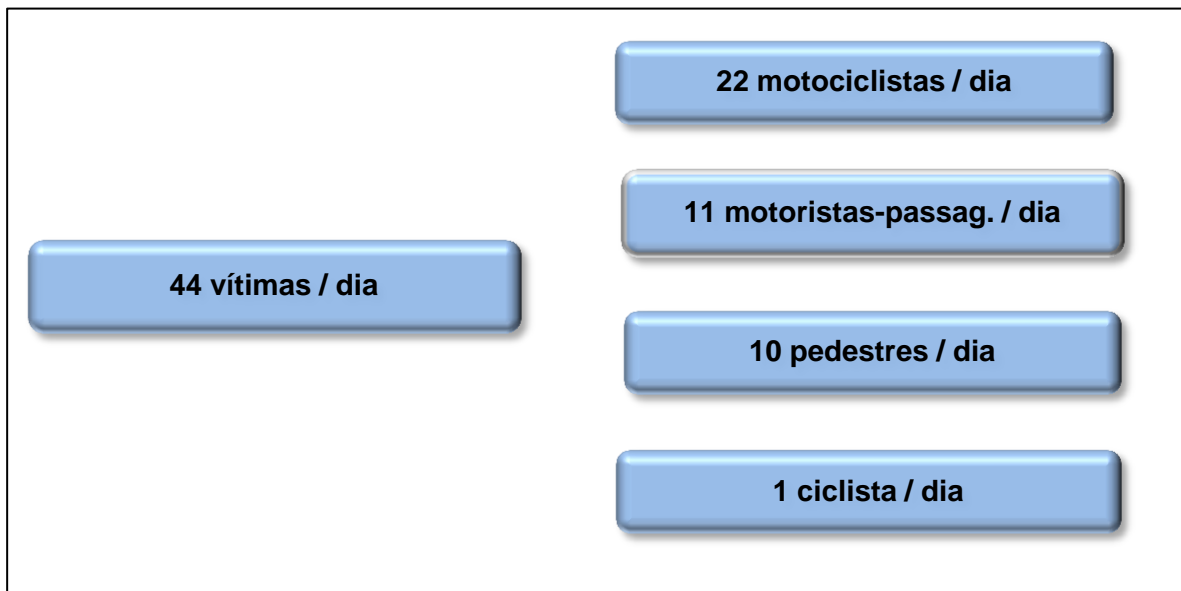 44 vítimas / dia
22 motociclistas / dia
11 motoristas-passag. / dia
10 pedestres / dia
1 ciclista / dia